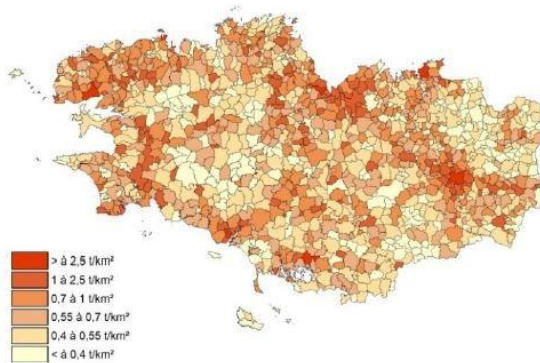 > à 2,5 t/km²
1 à 2,5 t/km²
0,7 à 1 t/km²
0,55 à 0,7 t/km²
0,4 à 0,55 t/km²
< à 0,4 t/km²